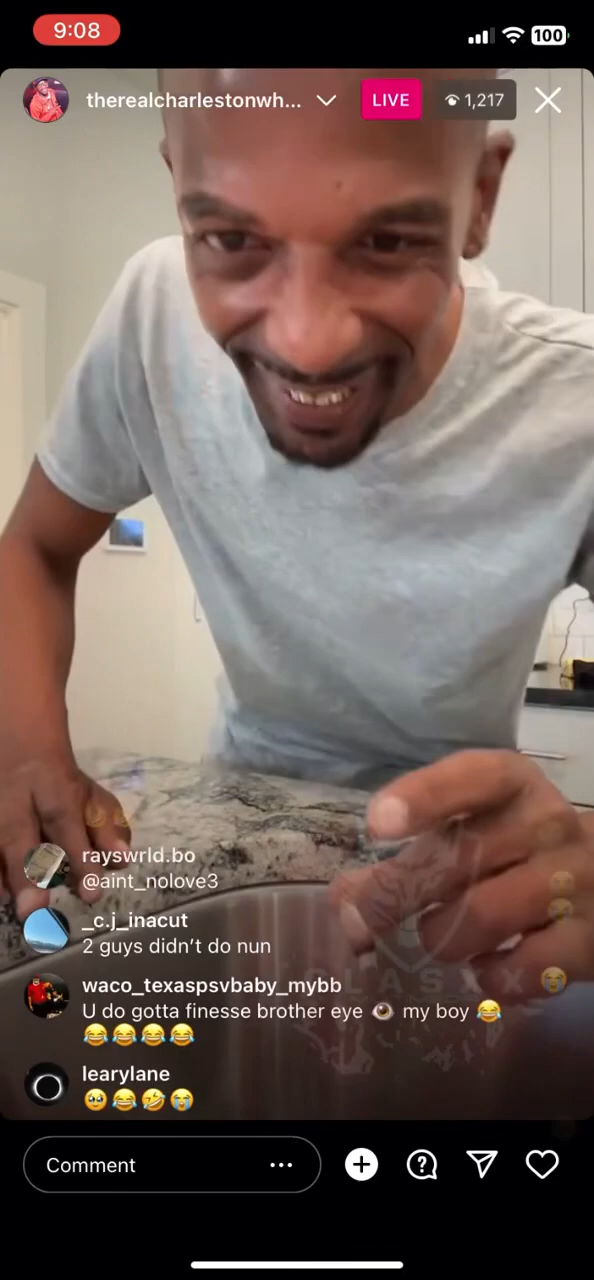 9:08
100
therealcharlestonwh...
LIVE
1,217
rayswrld.bo
@aint_nolove3
_c.j_inacut
2 guys didn’t do nun
waco_texaspsvbaby_mybb
U do gotta finesse brother eye 👁 my boy 😂
😂😂😂😂
learylane
🥹😂🤣😭
LASXX
Comment